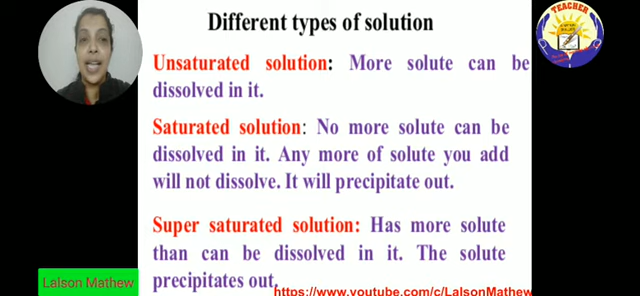 Different types of solution
TEACHER
Unsaturated solution: More solute can be
dissolved in it.
Saturated solution: No more solute can be
dissolved in it. Any more of solute you add
will not dissolve. It will precipitate out.
Super saturated solution: Has more solute
than can be dissolved in it. The solute
precipitates out.
Lalson Mathew
https://www.youtube.com/c/LalsonMathew